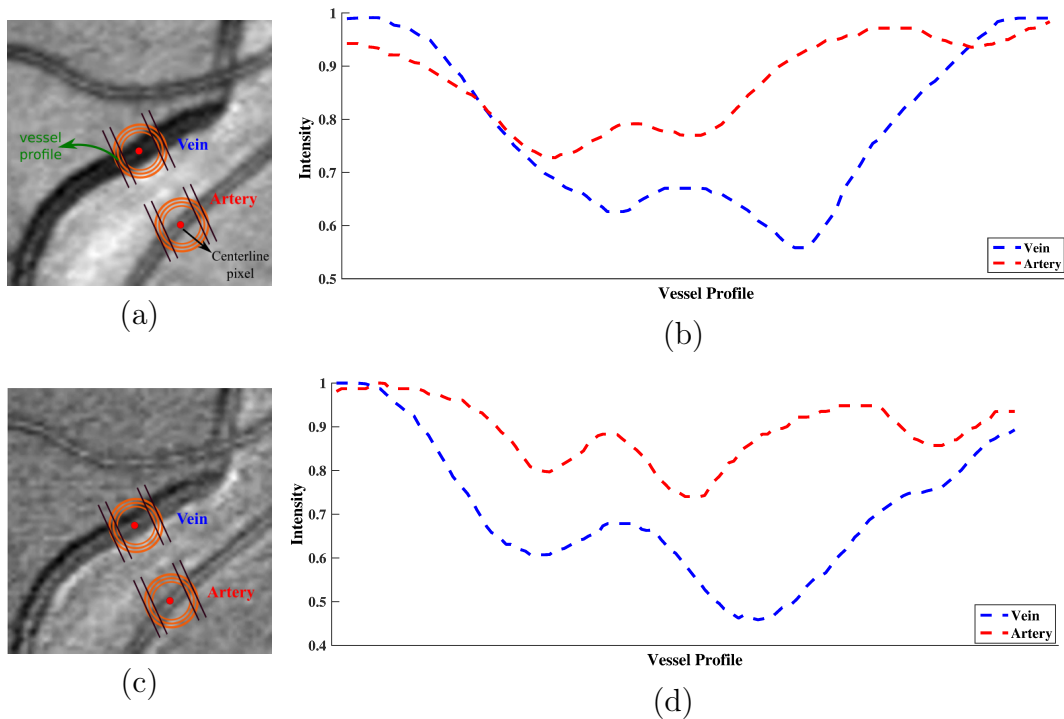 vessel
profile
Vein
Artery
Centerline
pixel
(a)
1
0.9
0.8
0.7
0.6
0.5
Intensity
Vessel Profile
Vein
Artery
(b)
Vein
Artery
(c)
1
0.9
0.8
0.7
0.6
0.5
0.4
Intensity
Vessel Profile
Vein
Artery
(d)